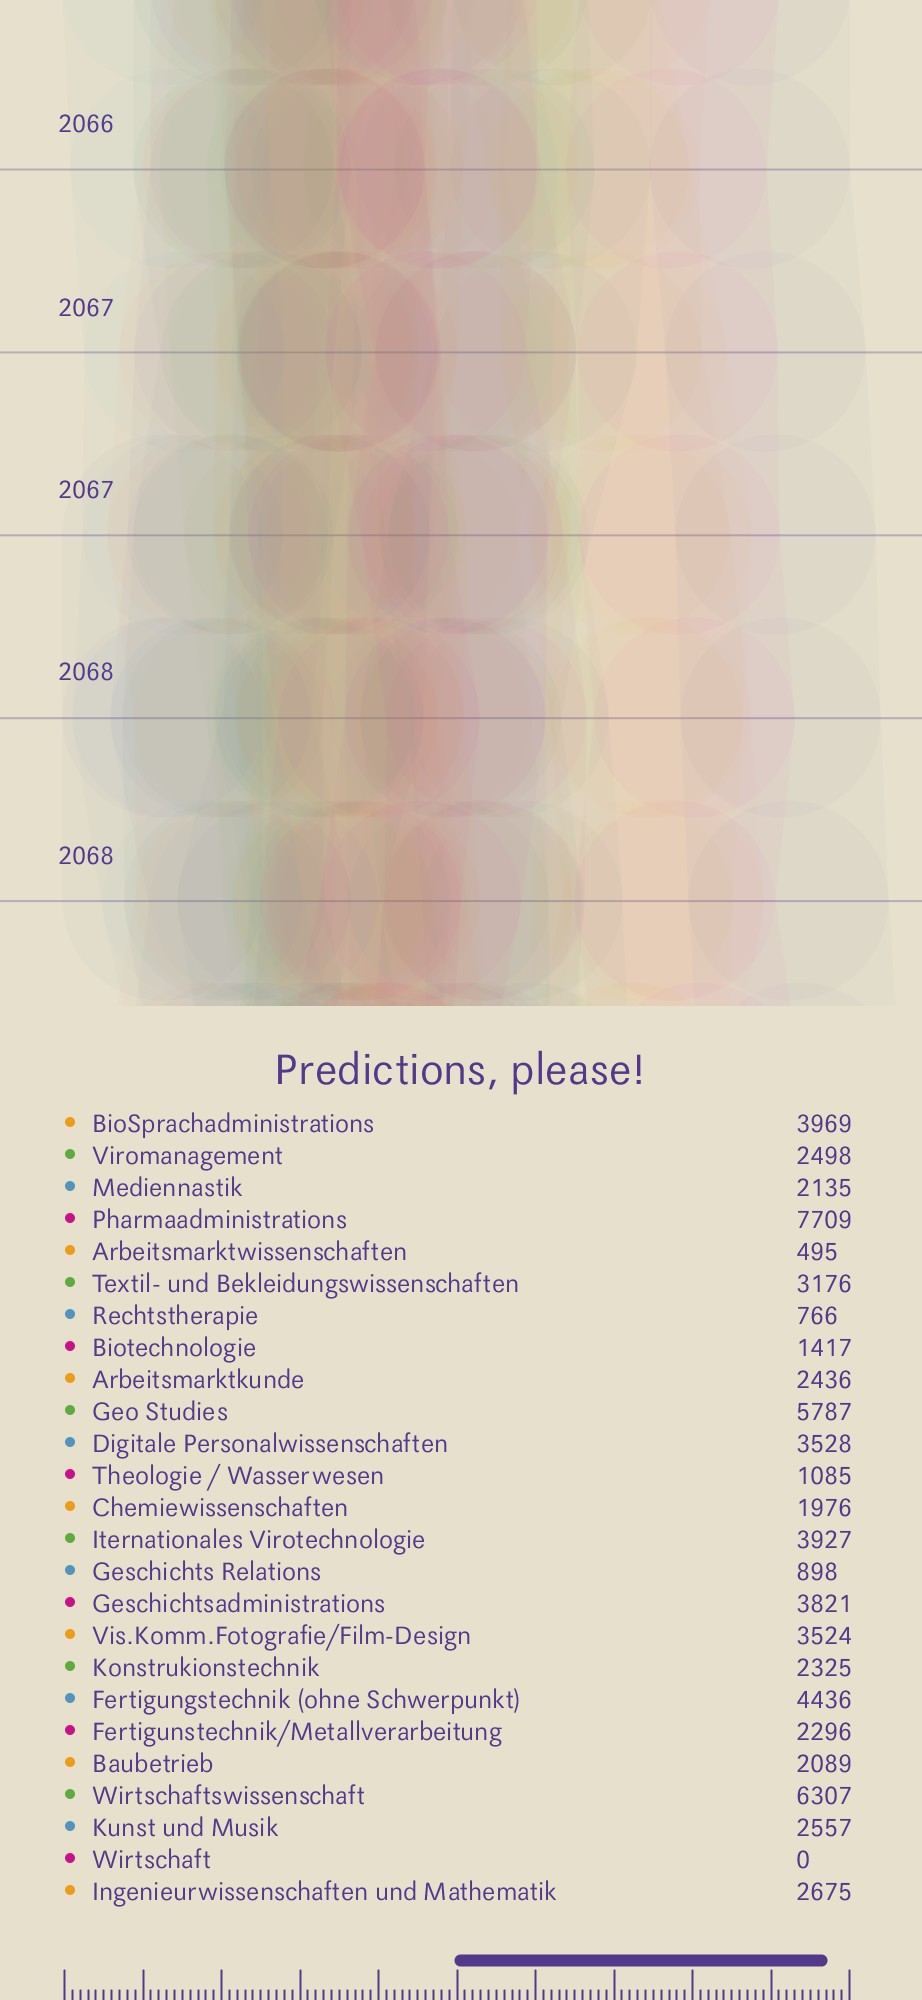 2066
2067
2067
2068
2068
Predictions, please!
BioSprachadministrations 3969
Viromanagement 2498
Mediennastik 2135
Pharmaadministrations 7709
Arbeitsmarktwissenschaften 495
Textil- und Bekleidungswissenschaften 3176
Rechtstherapie 766
Biotechnologie 1417
Arbeitsmarktkunde 2436
Geo Studies 5787
Digitale Personalwissenschaften 3528
Theologie / Wasserwesen 1085
Chemiewissenschaften 1976
Iternationales Virotechnologie 3927
Geschichts Relations 898
Geschichtsadministrations 3821
Vis.Komm.Fotografie/Film-Design 3524
Konstrukionstechnik 2325
Fertigungstechnik (ohne Schwerpunkt) 4436
Fertigunstechnik/Metallverarbeitung 2296
Baubetrieb 2089
Wirtschaftswissenschaft 6307
Kunst und Musik 2557
Wirtschaft 0
Ingenieurwissenschaften und Mathematik 2675